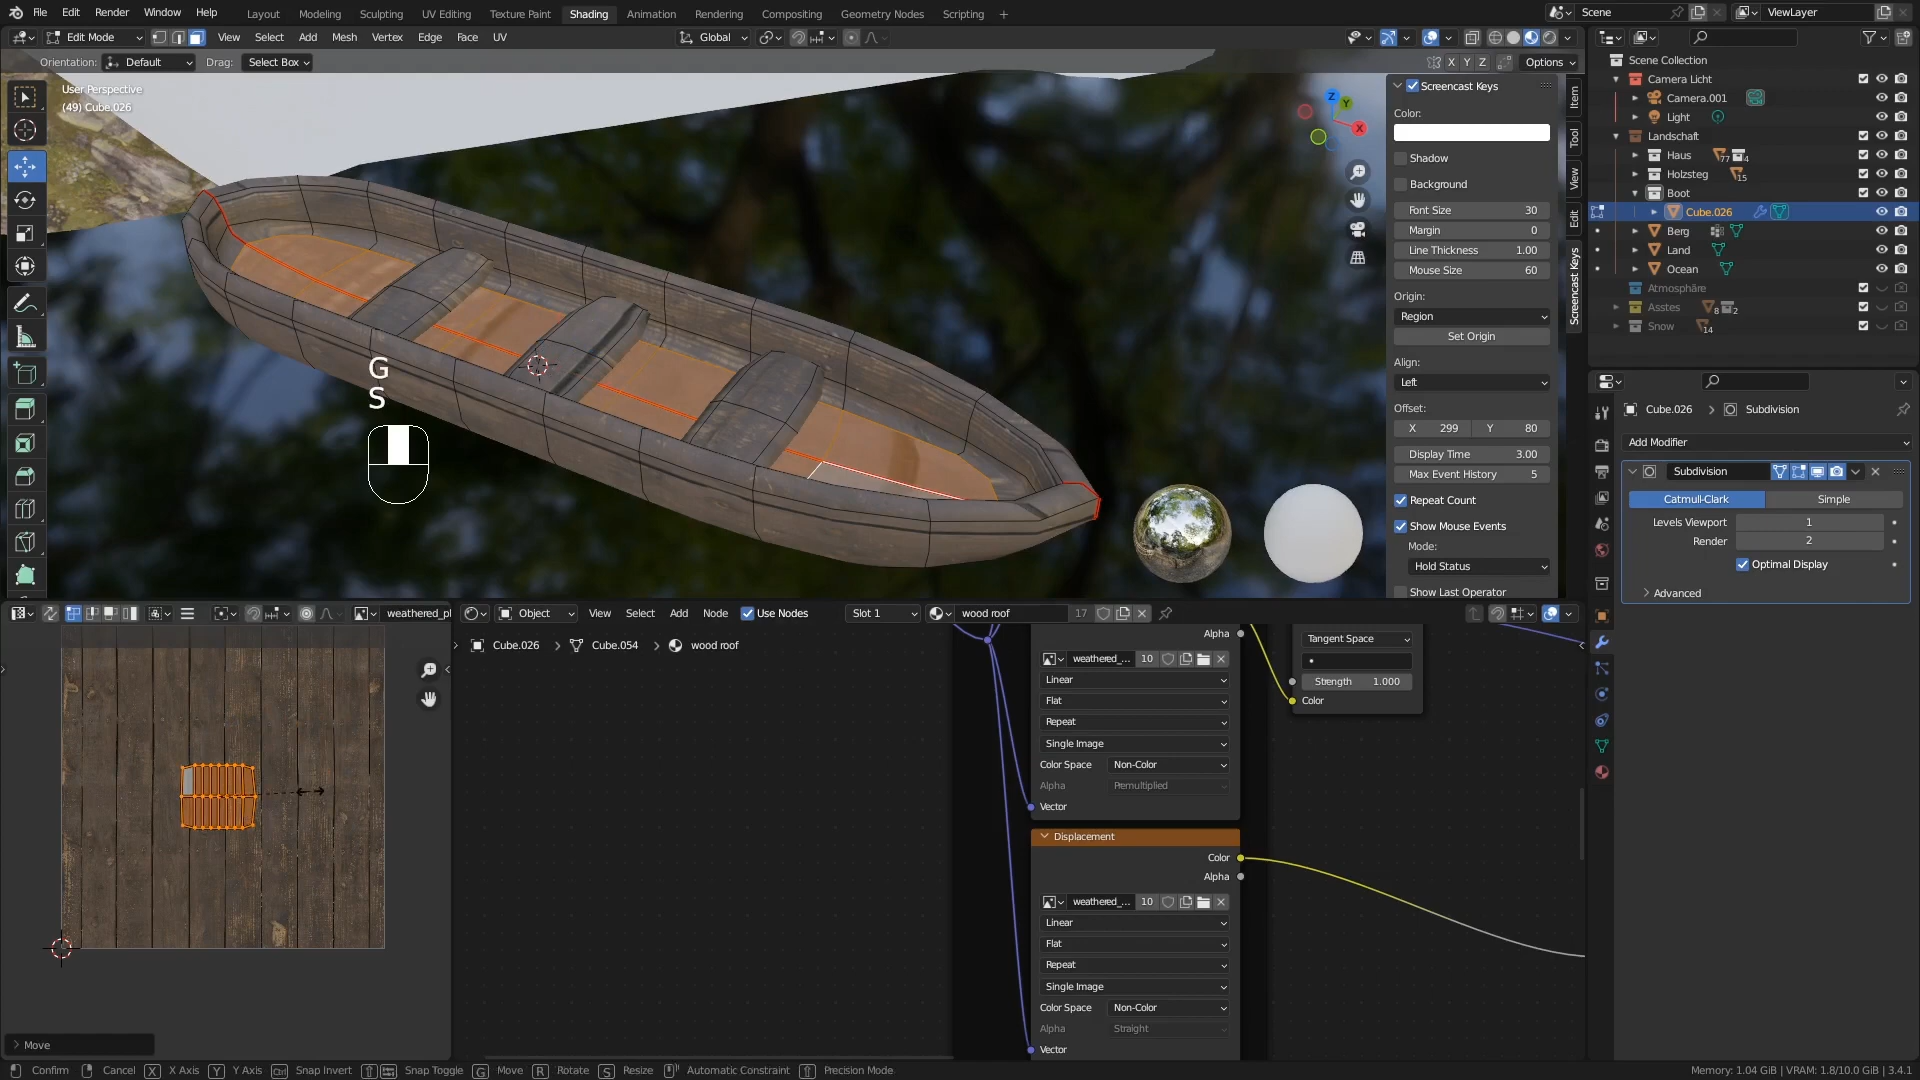 File Edit Render Window Help Layout Modeling Sculpting UV Editing Texture Paint Shading Animation Rendering Compositing Geometry Nodes Scripting + Scene ViewLayer
Edit Mode View Select Add Mesh Vertex Edge Face UV Global
Orientation: Default Drag: Select Box X Y Z Options
User Perspective
(49) Cube.026
Z
Y
X
G
S
Screencast Keys
Color:
Shadow
Background
Font Size 30
Margin 0
Line Thickness 1.00
Mouse Size 60
Origin:
Region
Set Origin
Align:
Left
Offset:
X 299 Y 80
Display Time 3.00
Max Event History 5
Repeat Count
Show Mouse Events
Mode:
Hold Status
Show Last Operator
Item
Tool
View
Edit
Screencast Keys
Scene Collection
Camera Licht
Camera.001
Light
Landschaft
Haus 77 4
Holzsteg 15
Boot
Cube.026
Berg
Land
Ocean
Atmosphäre
Asstes 8 2
Snow 14
Cube.026 > Subdivision
Add Modifier
Subdivision
Catmull-Clark Simple
Levels Viewport 1
Render 2
Optimal Display
Advanced
weathered_pl
Object View Select Add Node Use Nodes Slot 1 wood roof 17
Cube.026 > Cube.054 > wood roof
Alpha
weathered_... 10
Linear
Flat
Repeat
Single Image
Color Space Non-Color
Alpha Premultiplied
Vector
Tangent Space
Strength 1.000
Color
Displacement
Color
Alpha
weathered_... 10
Linear
Flat
Repeat
Single Image
Color Space Non-Color
Alpha Straight
Vector
Move
Confirm Cancel X X Axis Y Y Axis Ctrl Snap Invert Snap Toggle G Move R Rotate S Resize Automatic Constraint Precision Mode Memory: 1.04 GiB | VRAM: 1.8/10.0 GiB | 3.4.1